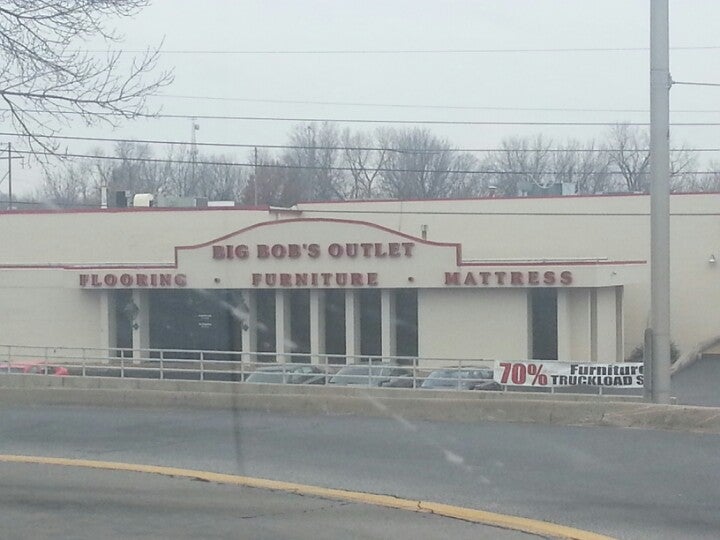 BIG BOB'S OUTLET
FLOORING • FURNITURE • MATTRESS
70% Furniture
TRUCKLOAD S